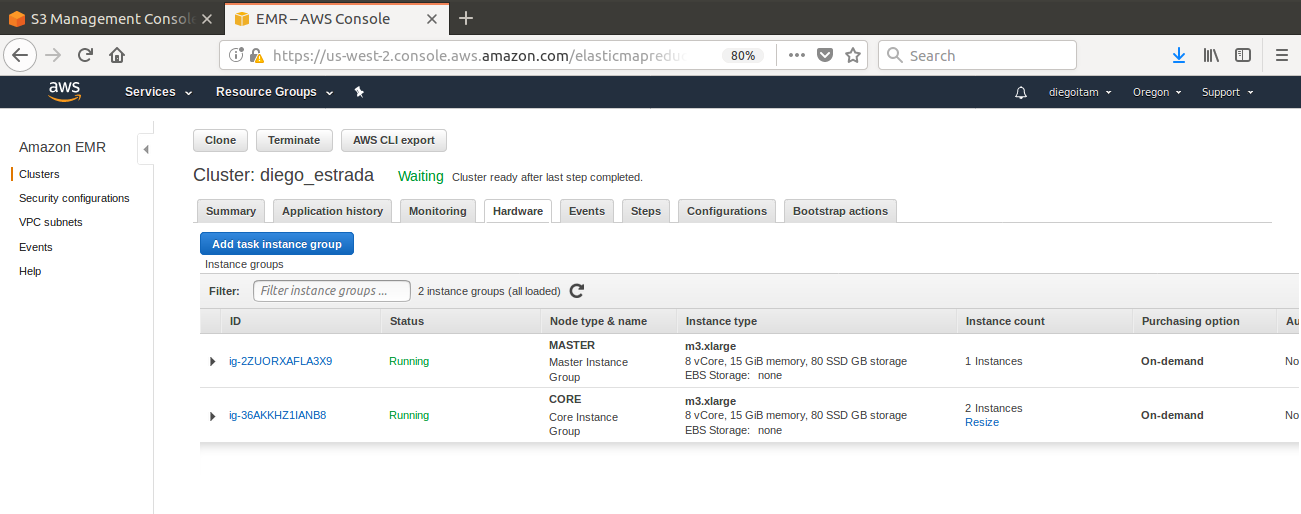 S3 Management Consol
EMR – AWS Console
https://us-west-2.console.aws.amazon.com/elasticmapredu
80%
Search
aws
Services
Resource Groups
diegoitam
Oregon
Support
Amazon EMR
Clusters
Security configurations
VPC subnets
Events
Help
Clone
Terminate
AWS CLI export
Cluster: diego_estrada
Waiting
Cluster ready after last step completed.
Summary
Application history
Monitoring
Hardware
Events
Steps
Configurations
Bootstrap actions
Add task instance group
Instance groups
Filter:
Filter instance groups ...
2 instance groups (all loaded)
ID
Status
Node type & name
Instance type
Instance count
Purchasing option
Au
ig-2ZUORXAFLA3X9
Running
MASTER
Master Instance
Group
m3.xlarge
8 vCore, 15 GiB memory, 80 SSD GB storage
EBS Storage: none
1 Instances
On-demand
No
ig-36AKKHZ1IANB8
Running
CORE
Core Instance
Group
m3.xlarge
8 vCore, 15 GiB memory, 80 SSD GB storage
EBS Storage: none
2 Instances
Resize
On-demand
No